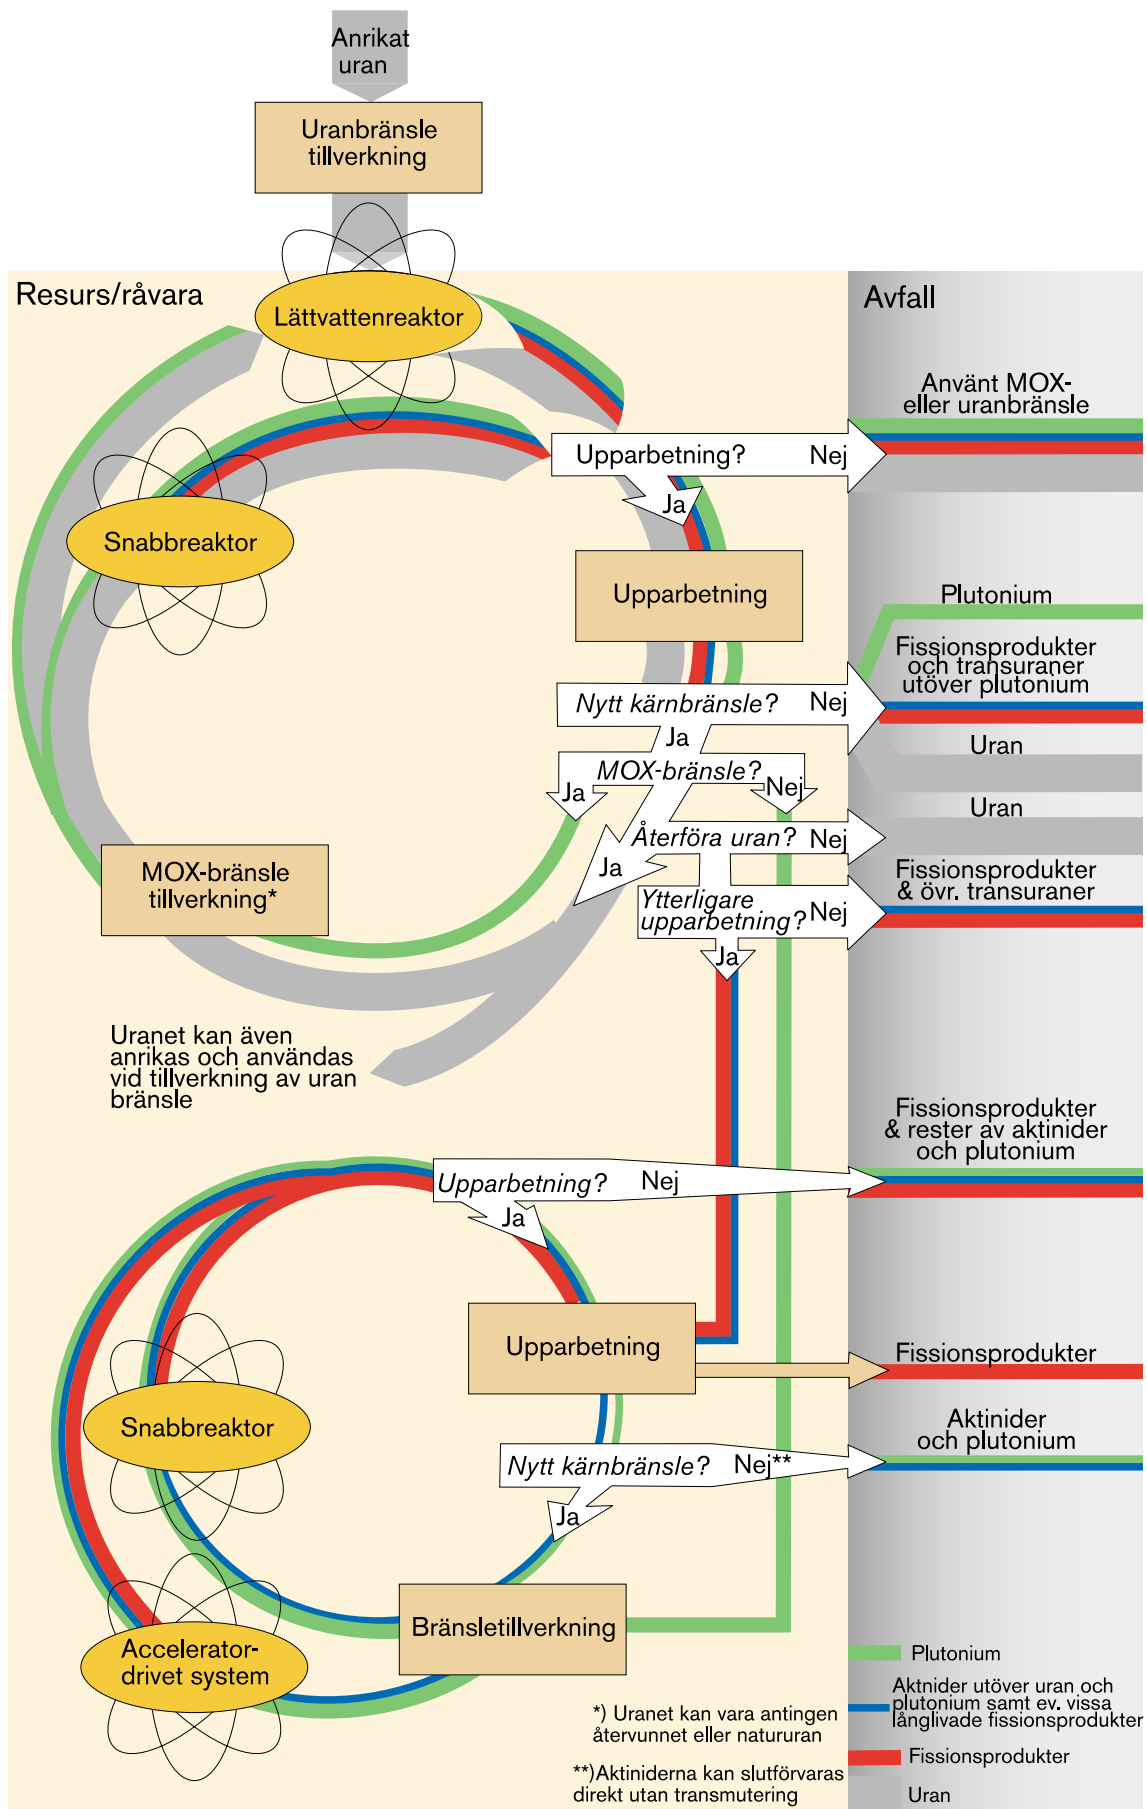 Anrikat
uran
Uranbränsle
tillverkning
Resurs/råvara
Avfall
Lättvattenreaktor
Använt MOX-
eller uranbränsle
Upparbetning? Nej
Ja
Snabbreaktor
Upparbetning
Plutonium
Fissionsprodukter
och transuraner
utöver plutonium
Nytt kärnbränsle? Nej
Ja
Uran
MOX-bränsle?
Ja
Nej
Uran
Återföra uran? Nej
Ja
MOX-bränsle
tillverkning*
Fissionsprodukter
& övr. transuraner
Ytterligare
upparbetning? Nej
Ja
Uranet kan även
anrikas och användas
vid tillverkning av uran
bränsle
Fissionsprodukter
& rester av aktinider
och plutonium
Upparbetning? Nej
Ja
Upparbetning
Fissionsprodukter
Snabbreaktor
Aktinider
och plutonium
Nytt kärnbränsle? Nej**
Ja
Bränsletillverkning
Accelerator-
drivet system
Plutonium
Aktnider utöver uran och
plutonium samt ev. vissa
långlivade fissionsprodukter
Fissionsprodukter
Uran
*) Uranet kan vara antingen
återvunnet eller natururan
**)Aktiniderna kan slutförvaras
direkt utan transmutering